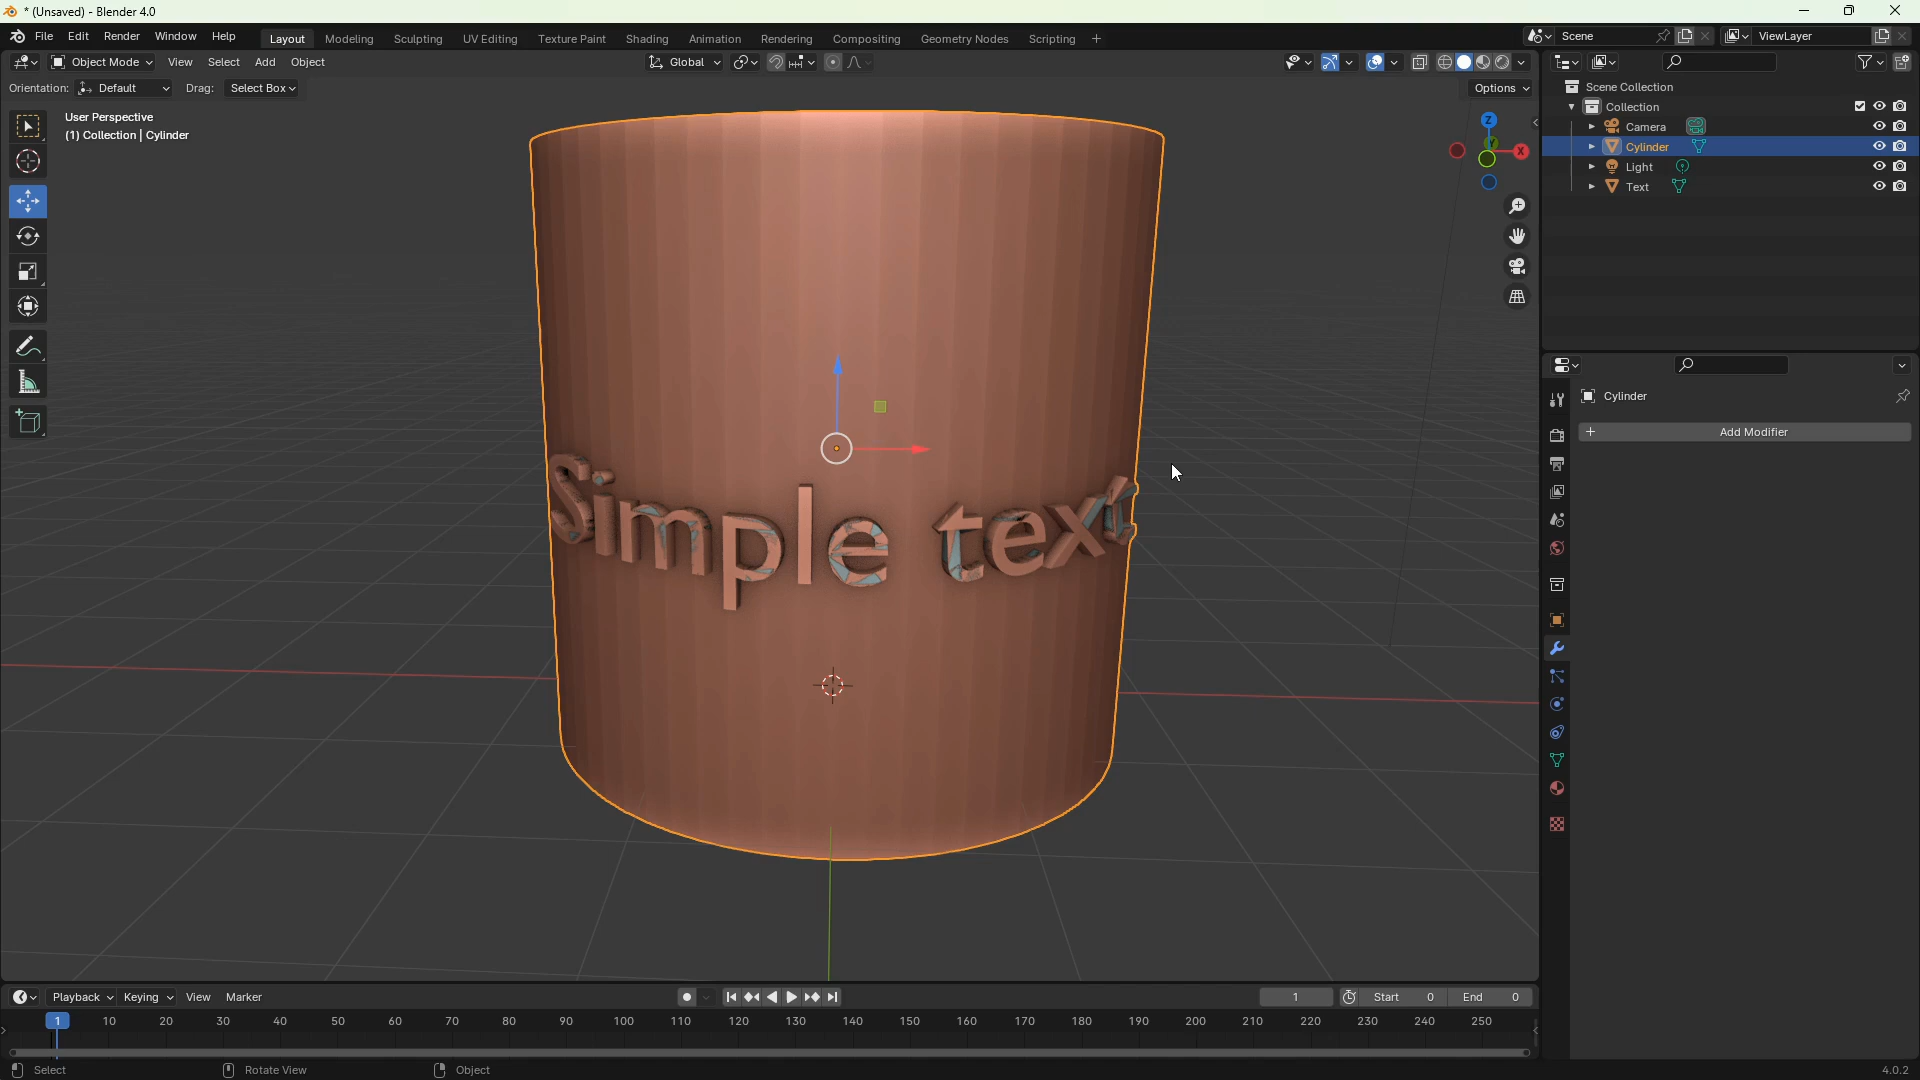 * (Unsaved) - Blender 4.0
File Edit Render Window Help Layout Modeling Sculpting UV Editing Texture Paint Shading Animation Rendering Compositing Geometry Nodes Scripting + Scene ViewLayer
Object Mode View Select Add Object Global
Orientation: Default Drag: Select Box Options
User Perspective
(1) Collection | Cylinder
Z
Y
X
Scene Collection
Collection
Camera
Cylinder
Light
Text
Cylinder
+ Add Modifier
Simple text
Playback Keying View Marker 1 Start 0 End 0
1 10 20 30 40 50 60 70 80 90 100 110 120 130 140 150 160 170 180 190 200 210 220 230 240 250
Select Rotate View Object 4.0.2